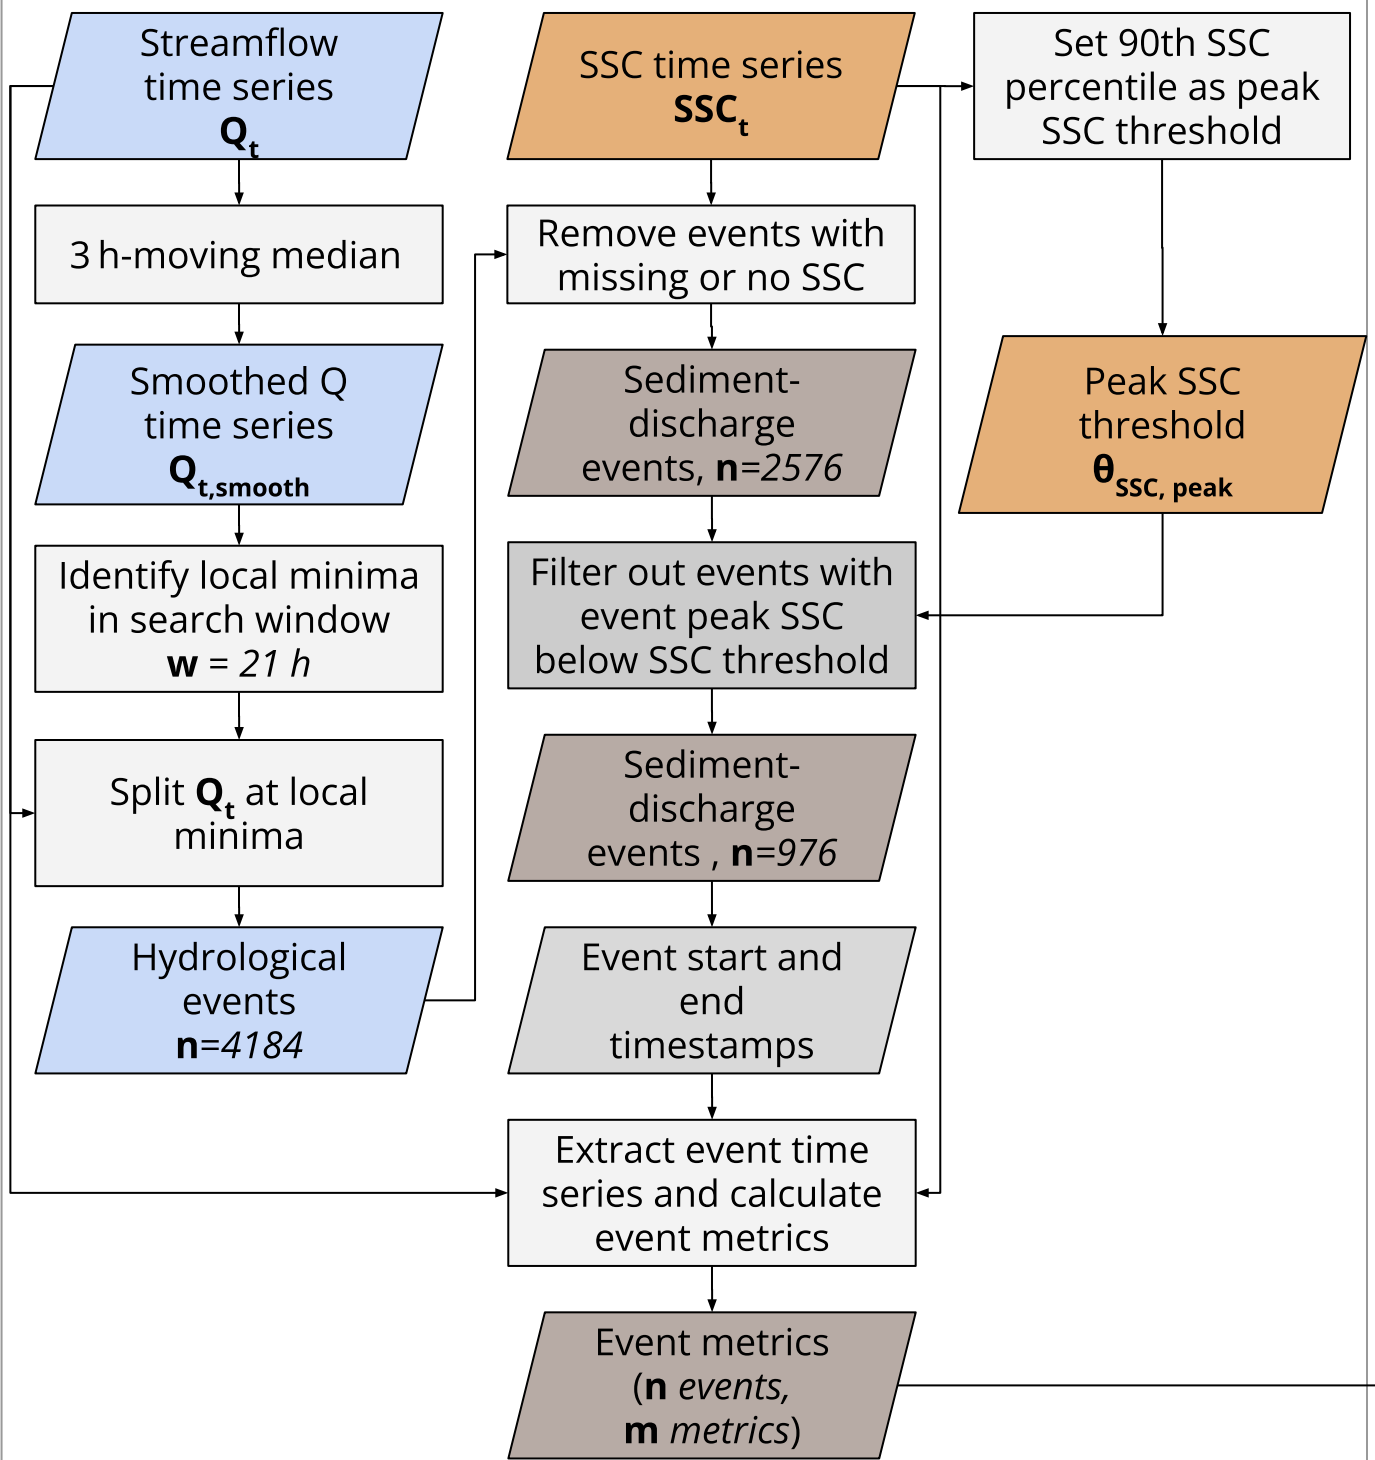 Streamflow
time series
Qt
3 h-moving median
Smoothed Q
time series
Qt,smooth
Identify local minima
in search window
w = 21 h
Split Qt at local
minima
Hydrological
events
n=4184
SSC time series
SSCt
Remove events with
missing or no SSC
Sediment-
discharge
events, n=2576
Filter out events with
event peak SSC
below SSC threshold
Sediment-
discharge
events , n=976
Event start and
end
timestamps
Extract event time
series and calculate
event metrics
Event metrics
(n events,
m metrics)
Set 90th SSC
percentile as peak
SSC threshold
Peak SSC
threshold
θSSC, peak